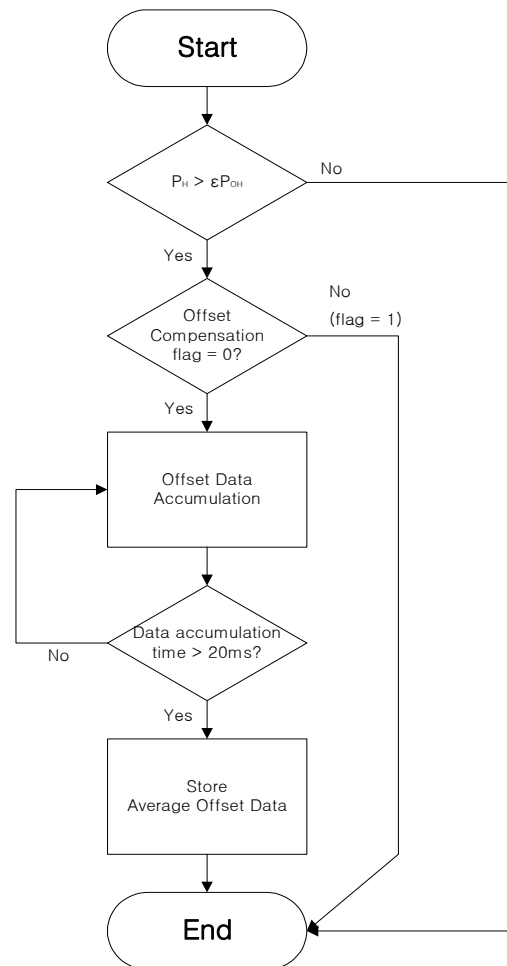 Start
PH > εPOH
No
Yes
Offset
Compensation
flag = 0?
No
(flag = 1)
Yes
Offset Data
Accumulation
Data accumulation
time > 20ms?
No
Yes
Store
Average Offset Data
End